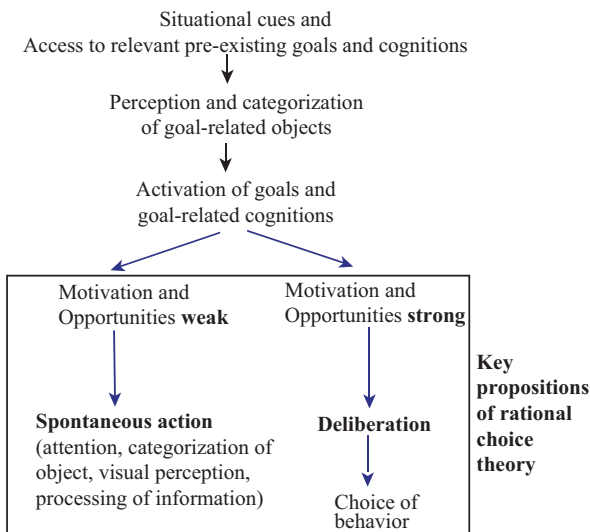 Situational cues and
Access to relevant pre-existing goals and cognitions
Perception and categorization
of goal-related objects
Activation of goals and
goal-related cognitions
Motivation and
Opportunities weak
Motivation and
Opportunities strong
Spontaneous action
(attention, categorization of
object, visual perception,
processing of information)
Deliberation
Choice of
behavior
Key
propositions
of rational
choice
theory